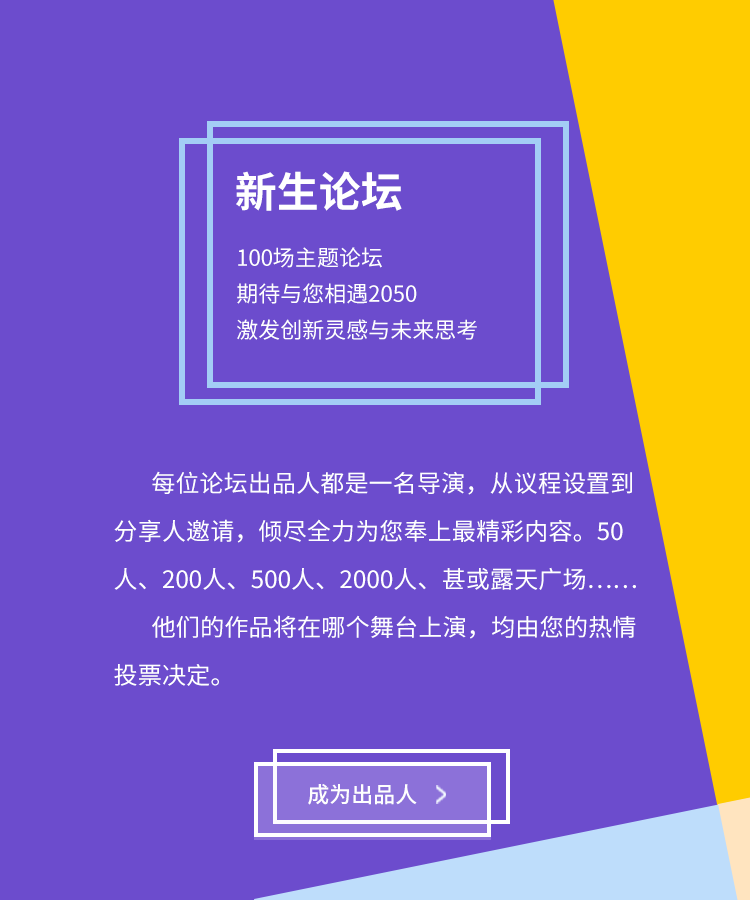 新生论坛
100场主题论坛
期待与您相遇2050
激发创新灵感与未来思考
每位论坛出品人都是一名导演，从议程设置到
分享人邀请，倾尽全力为您奉上最精彩内容。50
人、200人、500人、2000人、甚或露天广场……
他们的作品将在哪个舞台上演，均由您的热情
投票决定。
成为出品人 >